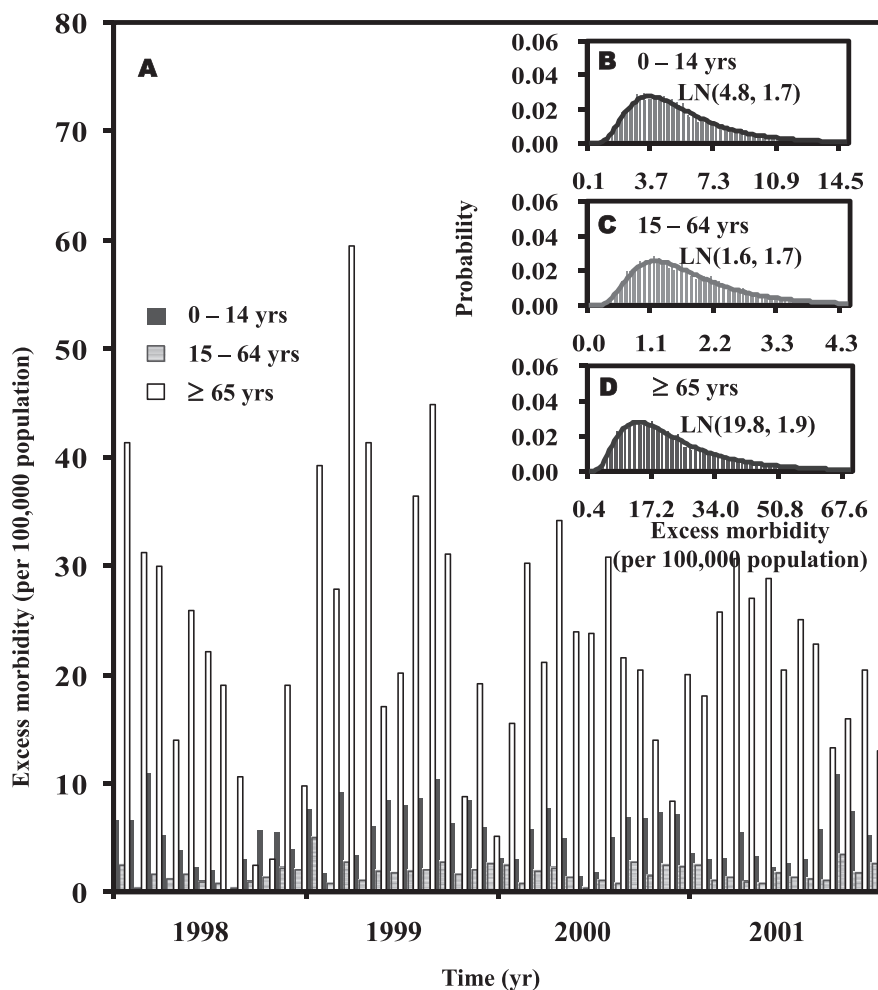 A
80
70
60
50
40
30
20
10
0
Excess morbidity (per 100,000 population)
0 – 14 yrs
15 – 64 yrs
≥ 65 yrs
1998 1999 2000 2001
Time (yr)
Probability
B 0 – 14 yrs
LN(4.8, 1.7)
0.06
0.04
0.02
0.00
0.1 3.7 7.3 10.9 14.5
C 15 – 64 yrs
LN(1.6, 1.7)
0.06
0.04
0.02
0.00
0.0 1.1 2.2 3.3 4.3
D ≥ 65 yrs
LN(19.8, 1.9)
0.06
0.04
0.02
0.00
0.4 17.2 34.0 50.8 67.6
Excess morbidity
(per 100,000 population)